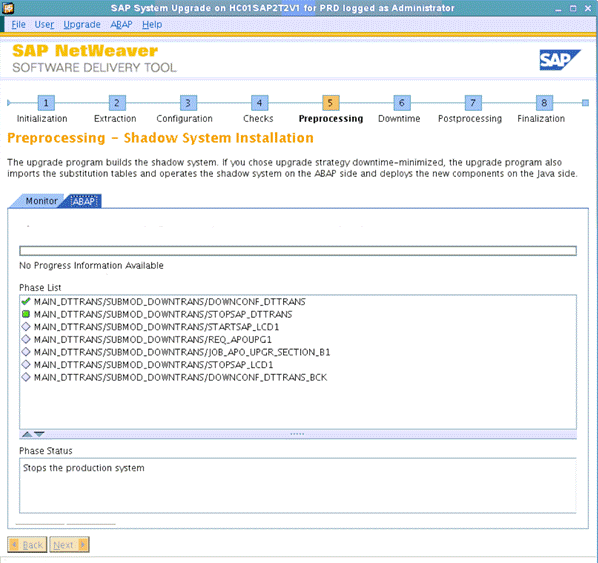 SAP System Upgrade on HC01SAP2T2V1 for PRD logged as Administrator
File User Upgrade ABAP Help
SAP NetWeaver
SOFTWARE DELIVERY TOOL
SAP
1 2 3 4 5 6 7 8
Initialization Extraction Configuration Checks Preprocessing Downtime Postprocessing Finalization
Preprocessing - Shadow System Installation
The upgrade program builds the shadow system. If you chose upgrade strategy downtime-minimized, the upgrade program also
imports the substitution tables and operates the shadow system on the ABAP side and deploys the new components on the Java side.
Monitor ABAP
No Progress Information Available
Phase List
MAIN_DTTRANS/SUBMOD_DOWNTRANS/DOWNCONF_DTTRANS
MAIN_DTTRANS/SUBMOD_DOWNTRANS/STOPSAP_DTTRANS
MAIN_DTTRANS/SUBMOD_DOWNTRANS/STARTSAP_LCD1
MAIN_DTTRANS/SUBMOD_DOWNTRANS/REQ_APOUPG1
MAIN_DTTRANS/SUBMOD_DOWNTRANS/JOB_APO_UPGR_SECTION_B1
MAIN_DTTRANS/SUBMOD_DOWNTRANS/STOPSAP_LCD1
MAIN_DTTRANS/SUBMOD_DOWNTRANS/DOWNCONF_DTTRANS_BCK
Phase Status
Stops the production system
Back Next